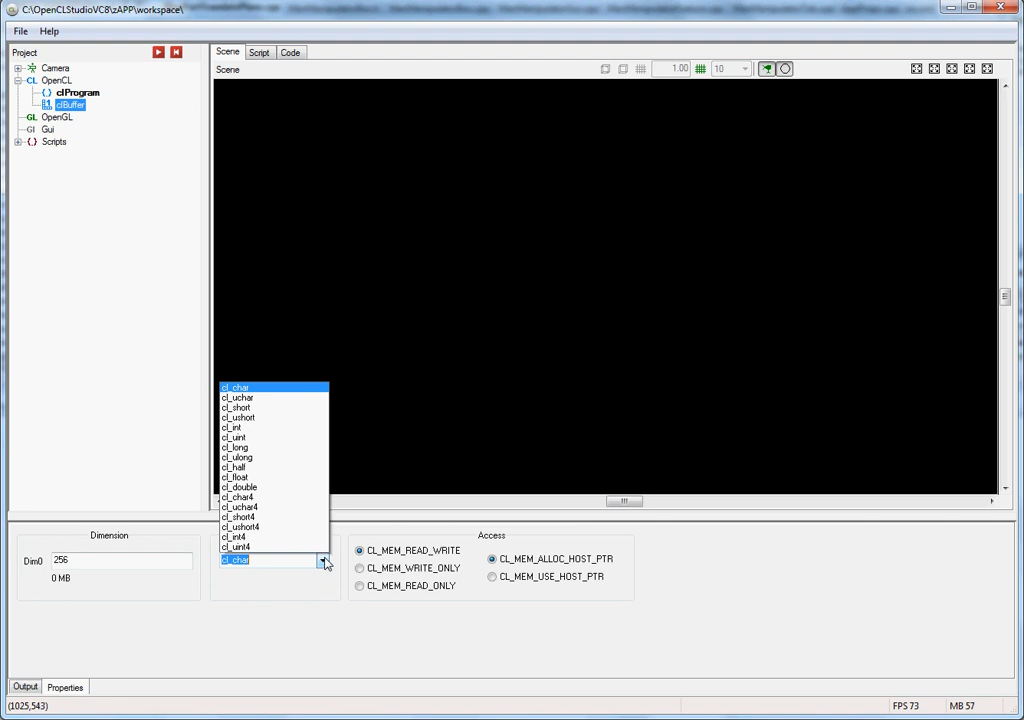 C:\OpenCLStudioVC8\zAPP\workspace\
File Help
Project
Camera
CL OpenCL
clProgram
clBuffer
GL OpenGL
GI Gui
Scripts
Scene Script Code
Scene
1.00
10
cl_char
cl_uchar
cl_short
cl_ushort
cl_int
cl_uint
cl_long
cl_ulong
cl_half
cl_float
cl_double
cl_char4
cl_uchar4
cl_short4
cl_ushort4
cl_int4
cl_uint4
cl_char
Dimension
Dim0 256
0 MB
Access
CL_MEM_READ_WRITE
CL_MEM_WRITE_ONLY
CL_MEM_READ_ONLY
CL_MEM_ALLOC_HOST_PTR
CL_MEM_USE_HOST_PTR
Output Properties
(1025,543)
FPS 73 MB 57